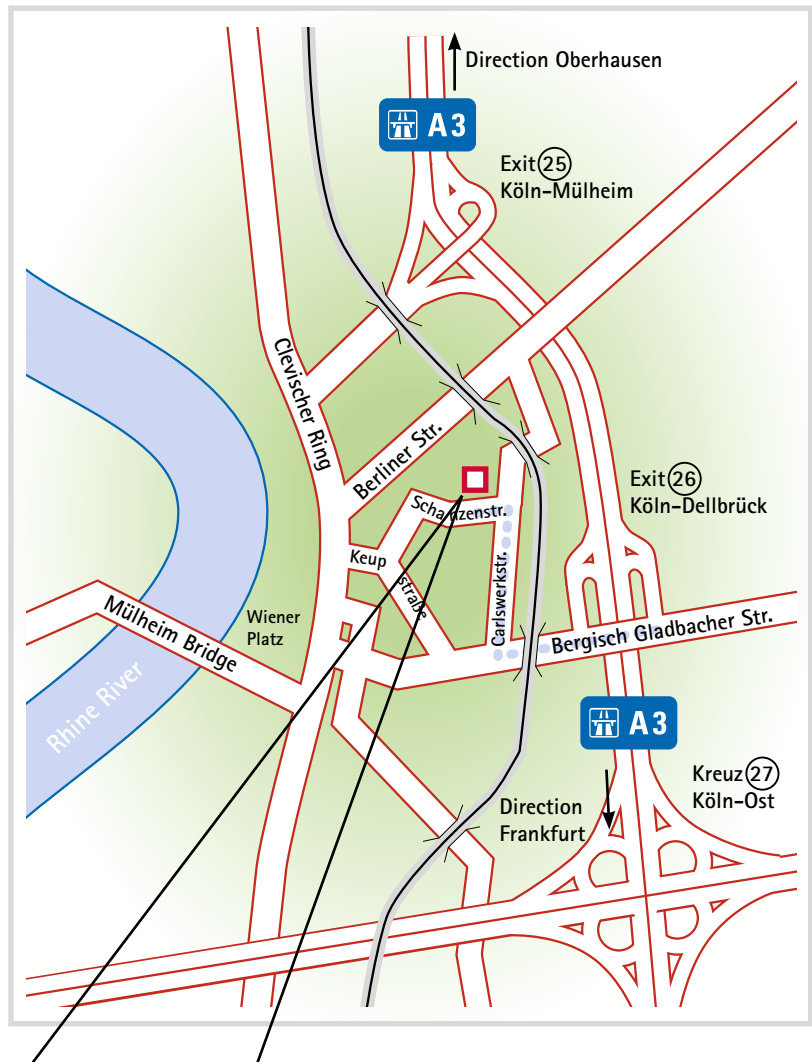 Direction Oberhausen
A3
Exit 25
Köln-Mülheim
Clevischer Ring
Berliner Str.
Exit 26
Köln-Dellbrück
Schanzenstr.
Keup
straße
Carlswerkstr.
Wiener
Platz
Mülheim Bridge
Bergisch Gladbacher Str.
Rhine River
A3
Kreuz 27
Köln-Ost
Direction
Frankfurt